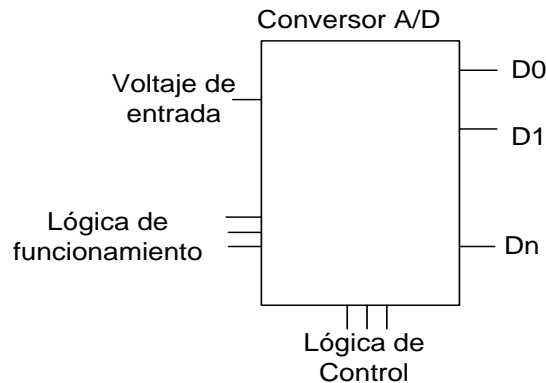 Conversor A/D
Voltaje de
entrada
D0
D1
Lógica de
funcionamiento
Dn
Lógica de
Control